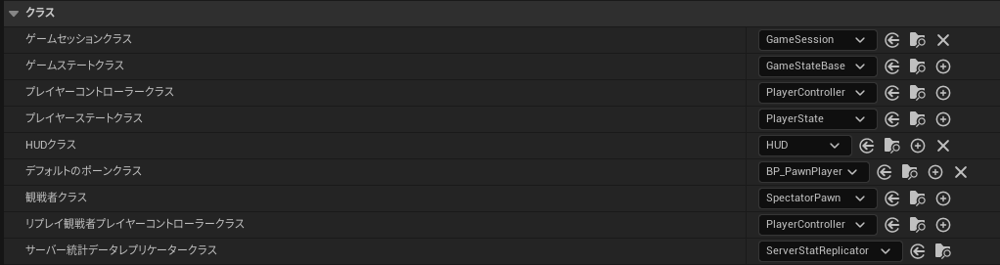 クラス
ゲームセッションクラス GameSession
ゲームステートクラス GameStateBase
プレイヤーコントローラークラス PlayerController
プレイヤーステートクラス PlayerState
HUDクラス HUD
デフォルトのポーンクラス BP_PawnPlayer
観戦者クラス SpectatorPawn
リプレイ観戦者プレイヤーコントローラークラス PlayerController
サーバー統計データレプリケータークラス ServerStatReplicator